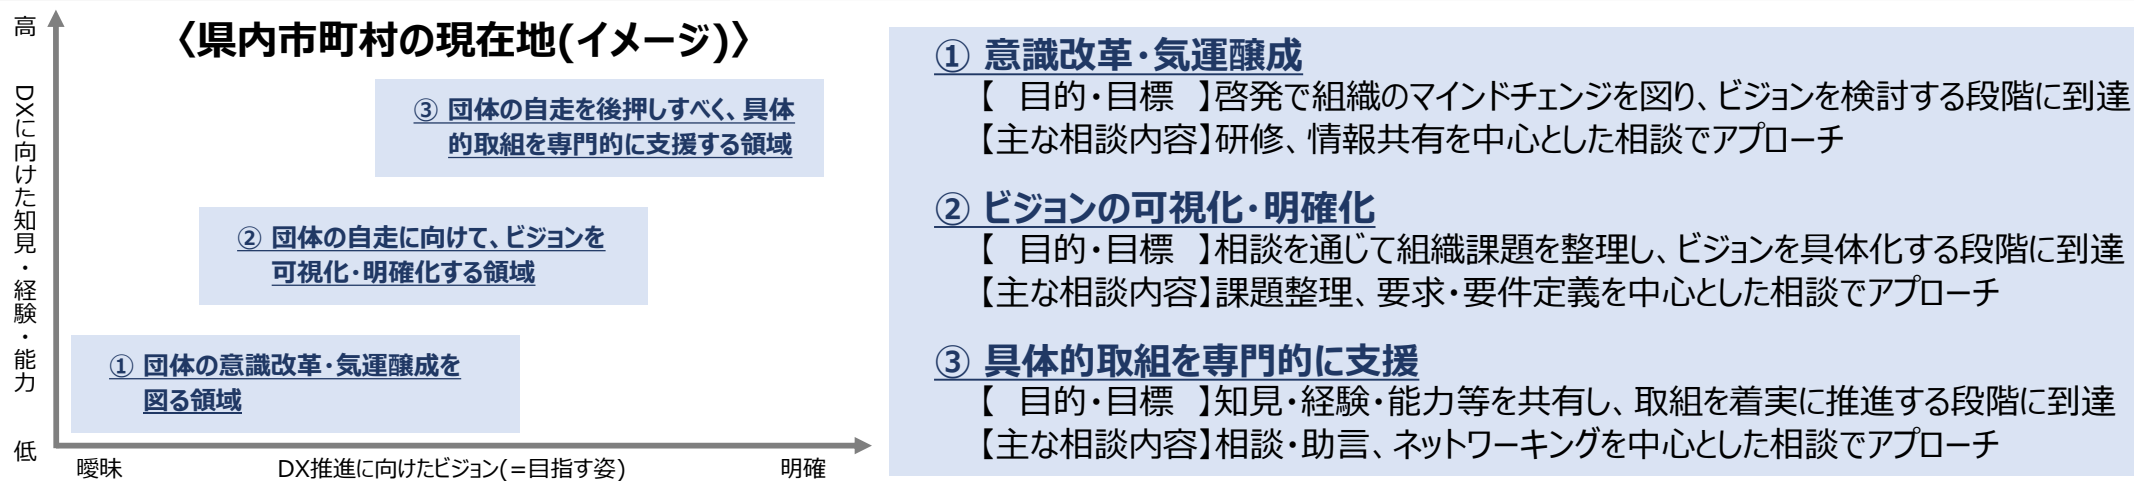 〈県内市町村の現在地(イメージ)〉
高
DXに向けた知見・経験・能力
低
③ 団体の自走を後押しすべく、具体
的取組を専門的に支援する領域
② 団体の自走に向けて、ビジョンを
可視化・明確化する領域
① 団体の意識改革・気運醸成を
図る領域
曖昧
DX推進に向けたビジョン(=目指す姿)
明確
① 意識改革・気運醸成
【 目的・目標 】啓発で組織のマインドチェンジを図り、ビジョンを検討する段階に到達
【主な相談内容】研修、情報共有を中心とした相談でアプローチ
② ビジョンの可視化・明確化
【 目的・目標 】相談を通じて組織課題を整理し、ビジョンを具体化する段階に到達
【主な相談内容】課題整理、要求・要件定義を中心とした相談でアプローチ
③ 具体的取組を専門的に支援
【 目的・目標 】知見・経験・能力等を共有し、取組を着実に推進する段階に到達
【主な相談内容】相談・助言、ネットワーキングを中心とした相談でアプローチ